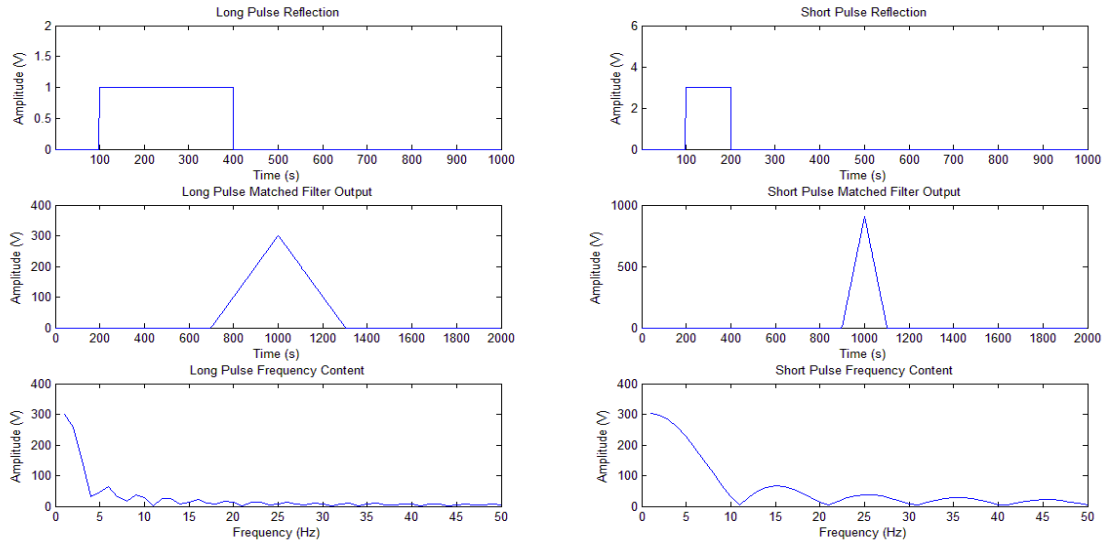 Long Pulse Reflection
2
1.5
1
0.5
0
Amplitude (V)
100 200 300 400 500 600 700 800 900 1000
Time (s)
Short Pulse Reflection
6
4
2
0
Amplitude (V)
100 200 300 400 500 600 700 800 900 1000
Time (s)
Long Pulse Matched Filter Output
400
300
200
100
0
Amplitude (V)
0 200 400 600 800 1000 1200 1400 1600 1800 2000
Time (s)
Short Pulse Matched Filter Output
1000
500
0
Amplitude (V)
0 200 400 600 800 1000 1200 1400 1600 1800 2000
Time (s)
Long Pulse Frequency Content
400
300
200
100
0
Amplitude (V)
0 5 10 15 20 25 30 35 40 45 50
Frequency (Hz)
Short Pulse Frequency Content
400
300
200
100
0
Amplitude (V)
0 5 10 15 20 25 30 35 40 45 50
Frequency (Hz)